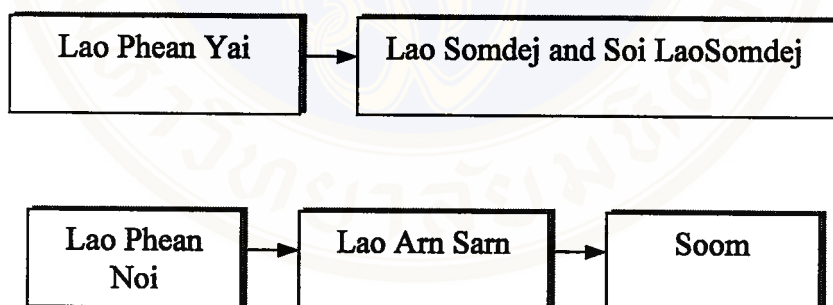 Lao Phean Yai
Lao Somdej and Soi LaoSomdej
Lao Phean
Noi
Lao Arn Sarn
Soom